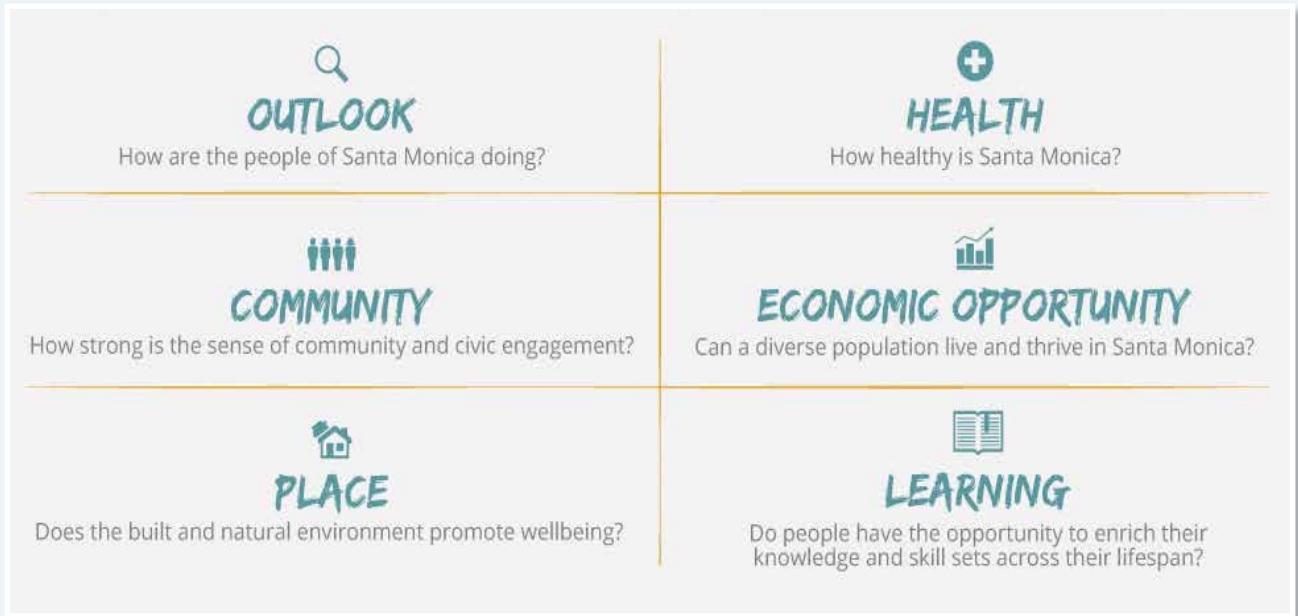 OUTLOOK
How are the people of Santa Monica doing?
HEALTH
How healthy is Santa Monica?
COMMUNITY
How strong is the sense of community and civic engagement?
ECONOMIC OPPORTUNITY
Can a diverse population live and thrive in Santa Monica?
PLACE
Does the built and natural environment promote wellbeing?
LEARNING
Do people have the opportunity to enrich their
knowledge and skill sets across their lifespan?